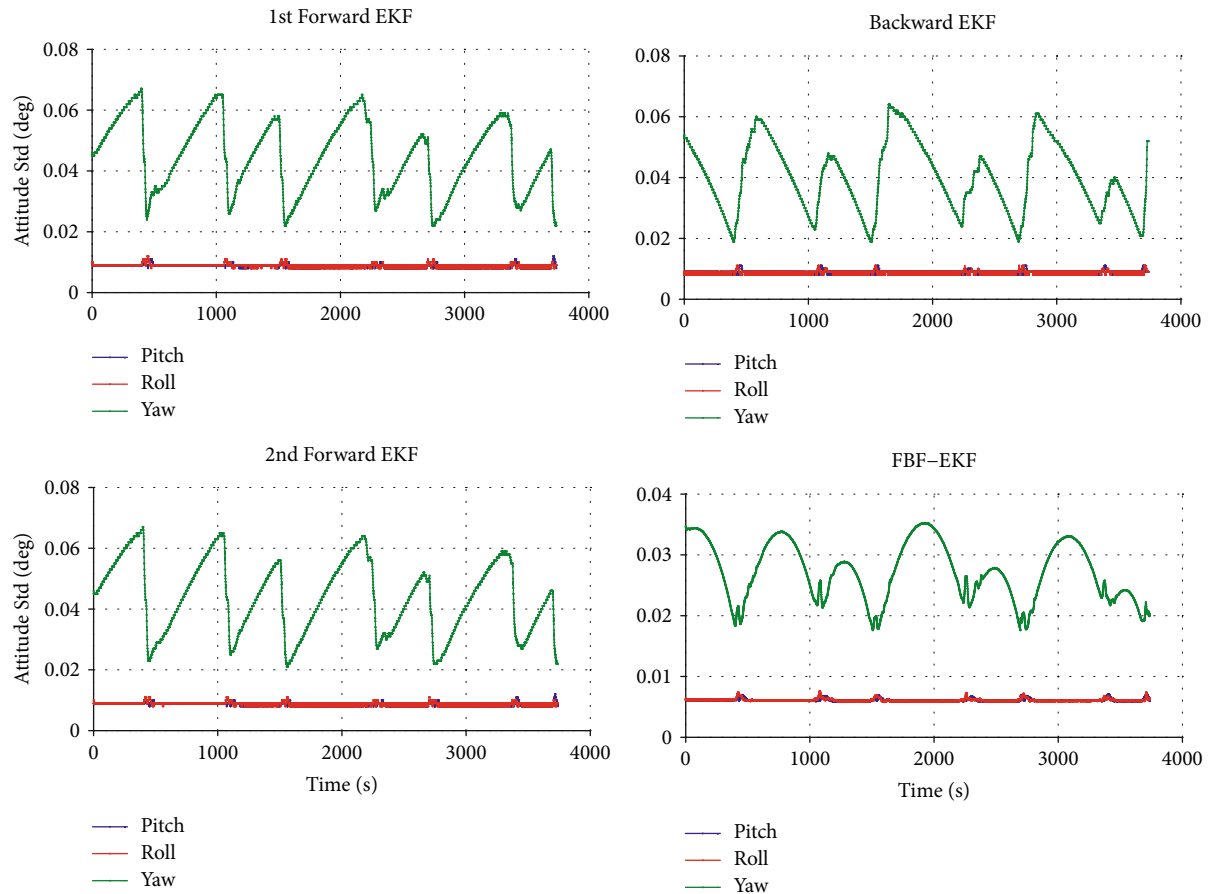 1st Forward EKF
Attitude Std (deg)
0.08
0.06
0.04
0.02
0
0 1000 2000 3000 4000
Pitch
Roll
Yaw
Backward EKF
0.08
0.06
0.04
0.02
0
0 1000 2000 3000 4000
Pitch
Roll
Yaw
2nd Forward EKF
Attitude Std (deg)
0.08
0.06
0.04
0.02
0
0 1000 2000 3000 4000
Time (s)
Pitch
Roll
Yaw
FBF−EKF
0.04
0.03
0.02
0.001
0
0 1000 2000 3000 4000
Time (s)
Pitch
Roll
Yaw